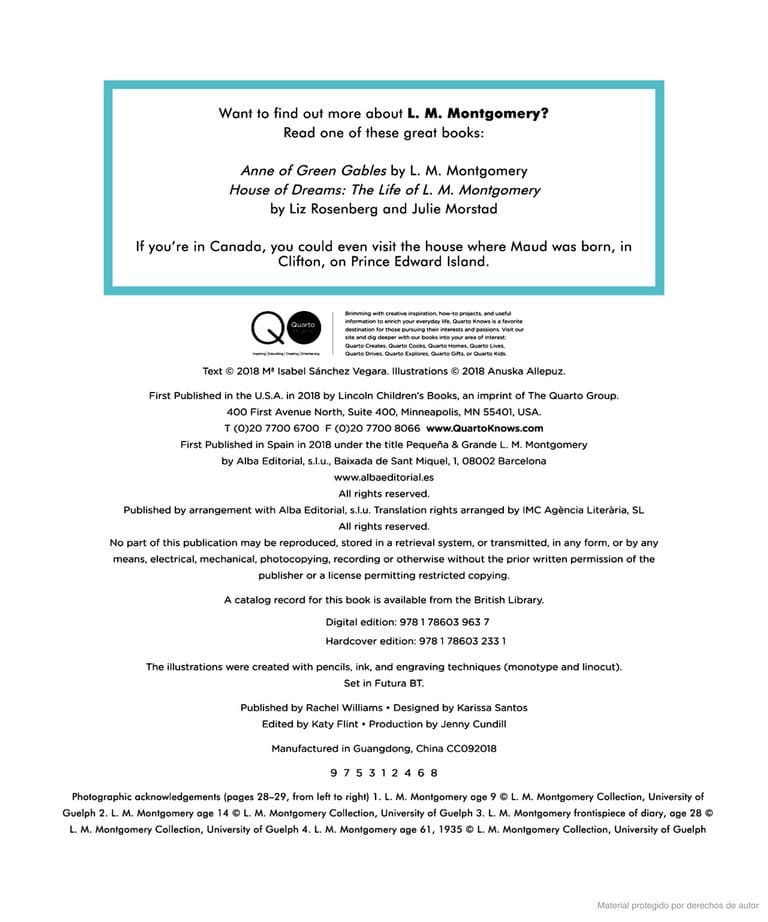 Want to find out more about L. M. Montgomery?
Read one of these great books:
Anne of Green Gables by L. M. Montgomery
House of Dreams: The Life of L. M. Montgomery
by Liz Rosenberg and Julie Morstad
If you're in Canada, you could even visit the house where Maud was born, in
Clifton, on Prince Edward Island.
Quarto
Inspiring | Educating | Creating | Entertaining
Brimming with creative inspiration, how-to projects, and useful
information to enrich your everyday life, Quarto Knows is a favorite
destination for those pursuing their interests and passions. Visit our
site and dig deeper with our books into your area of interest:
Quarto Creates, Quarto Cooks, Quarto Homes, Quarto Lives,
Quarto Drives, Quarto Explores, Quarto Gifts, or Quarto Kids.
Text © 2018 Mª Isabel Sánchez Vegara. Illustrations © 2018 Anuska Allepuz.
First Published in the U.S.A. in 2018 by Lincoln Children's Books, an imprint of The Quarto Group.
400 First Avenue North, Suite 400, Minneapolis, MN 55401, USA.
T (0)20 7700 6700 F (0)20 7700 8066 www.QuartoKnows.com
First Published in Spain in 2018 under the title Pequeña & Grande L. M. Montgomery
by Alba Editorial, s.l.u., Baixada de Sant Miquel, 1, 08002 Barcelona
www.albaeditorial.es
All rights reserved.
Published by arrangement with Alba Editorial, s.l.u. Translation rights arranged by IMC Agència Literària, SL
All rights reserved.
No part of this publication may be reproduced, stored in a retrieval system, or transmitted, in any form, or by any
means, electrical, mechanical, photocopying, recording or otherwise without the prior written permission of the
publisher or a license permitting restricted copying.
A catalog record for this book is available from the British Library.
Digital edition: 978 1 78603 963 7
Hardcover edition: 978 1 78603 233 1
The illustrations were created with pencils, ink, and engraving techniques (monotype and linocut).
Set in Futura BT.
Published by Rachel Williams • Designed by Karissa Santos
Edited by Katy Flint • Production by Jenny Cundill
Manufactured in Guangdong, China CC092018
9 7 5 3 1 2 4 6 8
Photographic acknowledgements (pages 28–29, from left to right) 1. L. M. Montgomery age 9 © L. M. Montgomery Collection, University of
Guelph 2. L. M. Montgomery age 14 © L. M. Montgomery Collection, University of Guelph 3. L. M. Montgomery frontispiece of diary, age 28 ©
L. M. Montgomery Collection, University of Guelph 4. L. M. Montgomery age 61, 1935 © L. M. Montgomery Collection, University of Guelph
Material protegido por derechos de autor